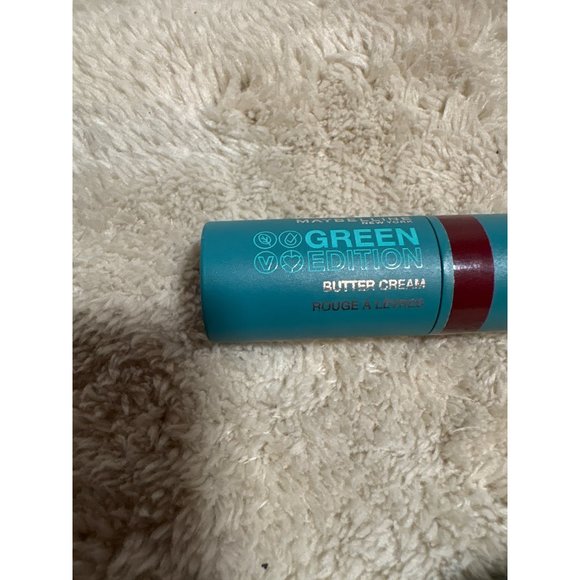 MAYBELLINE
NEW YORK
GREEN
EDITION
BUTTER CREAM
ROUGE À LÈVRES